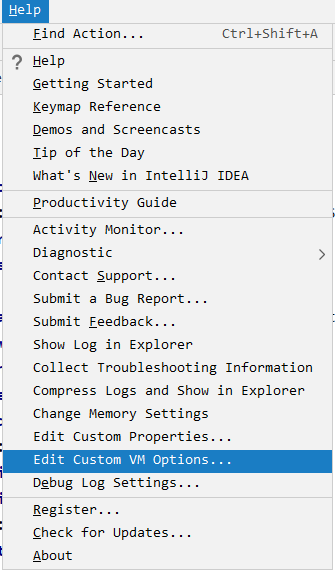 Help
Find Action... Ctrl+Shift+A
? Help
Getting Started
Keymap Reference
Demos and Screencasts
Tip of the Day
What's New in IntelliJ IDEA
Productivity Guide
Activity Monitor...
Diagnostic
Contact Support...
Submit a Bug Report...
Submit Feedback...
Show Log in Explorer
Collect Troubleshooting Information
Compress Logs and Show in Explorer
Change Memory Settings
Edit Custom Properties...
Edit Custom VM Options...
Debug Log Settings...
Register...
Check for Updates...
About